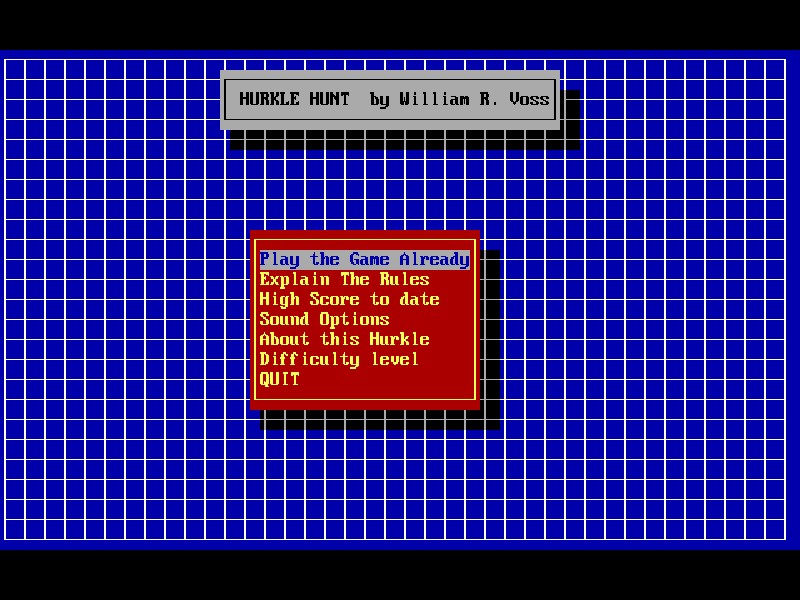 HURKLE HUNT by William R. Voss
Play the Game Already
Explain The Rules
High Score to date
Sound Options
About this Hurkle
Difficulty level
QUIT